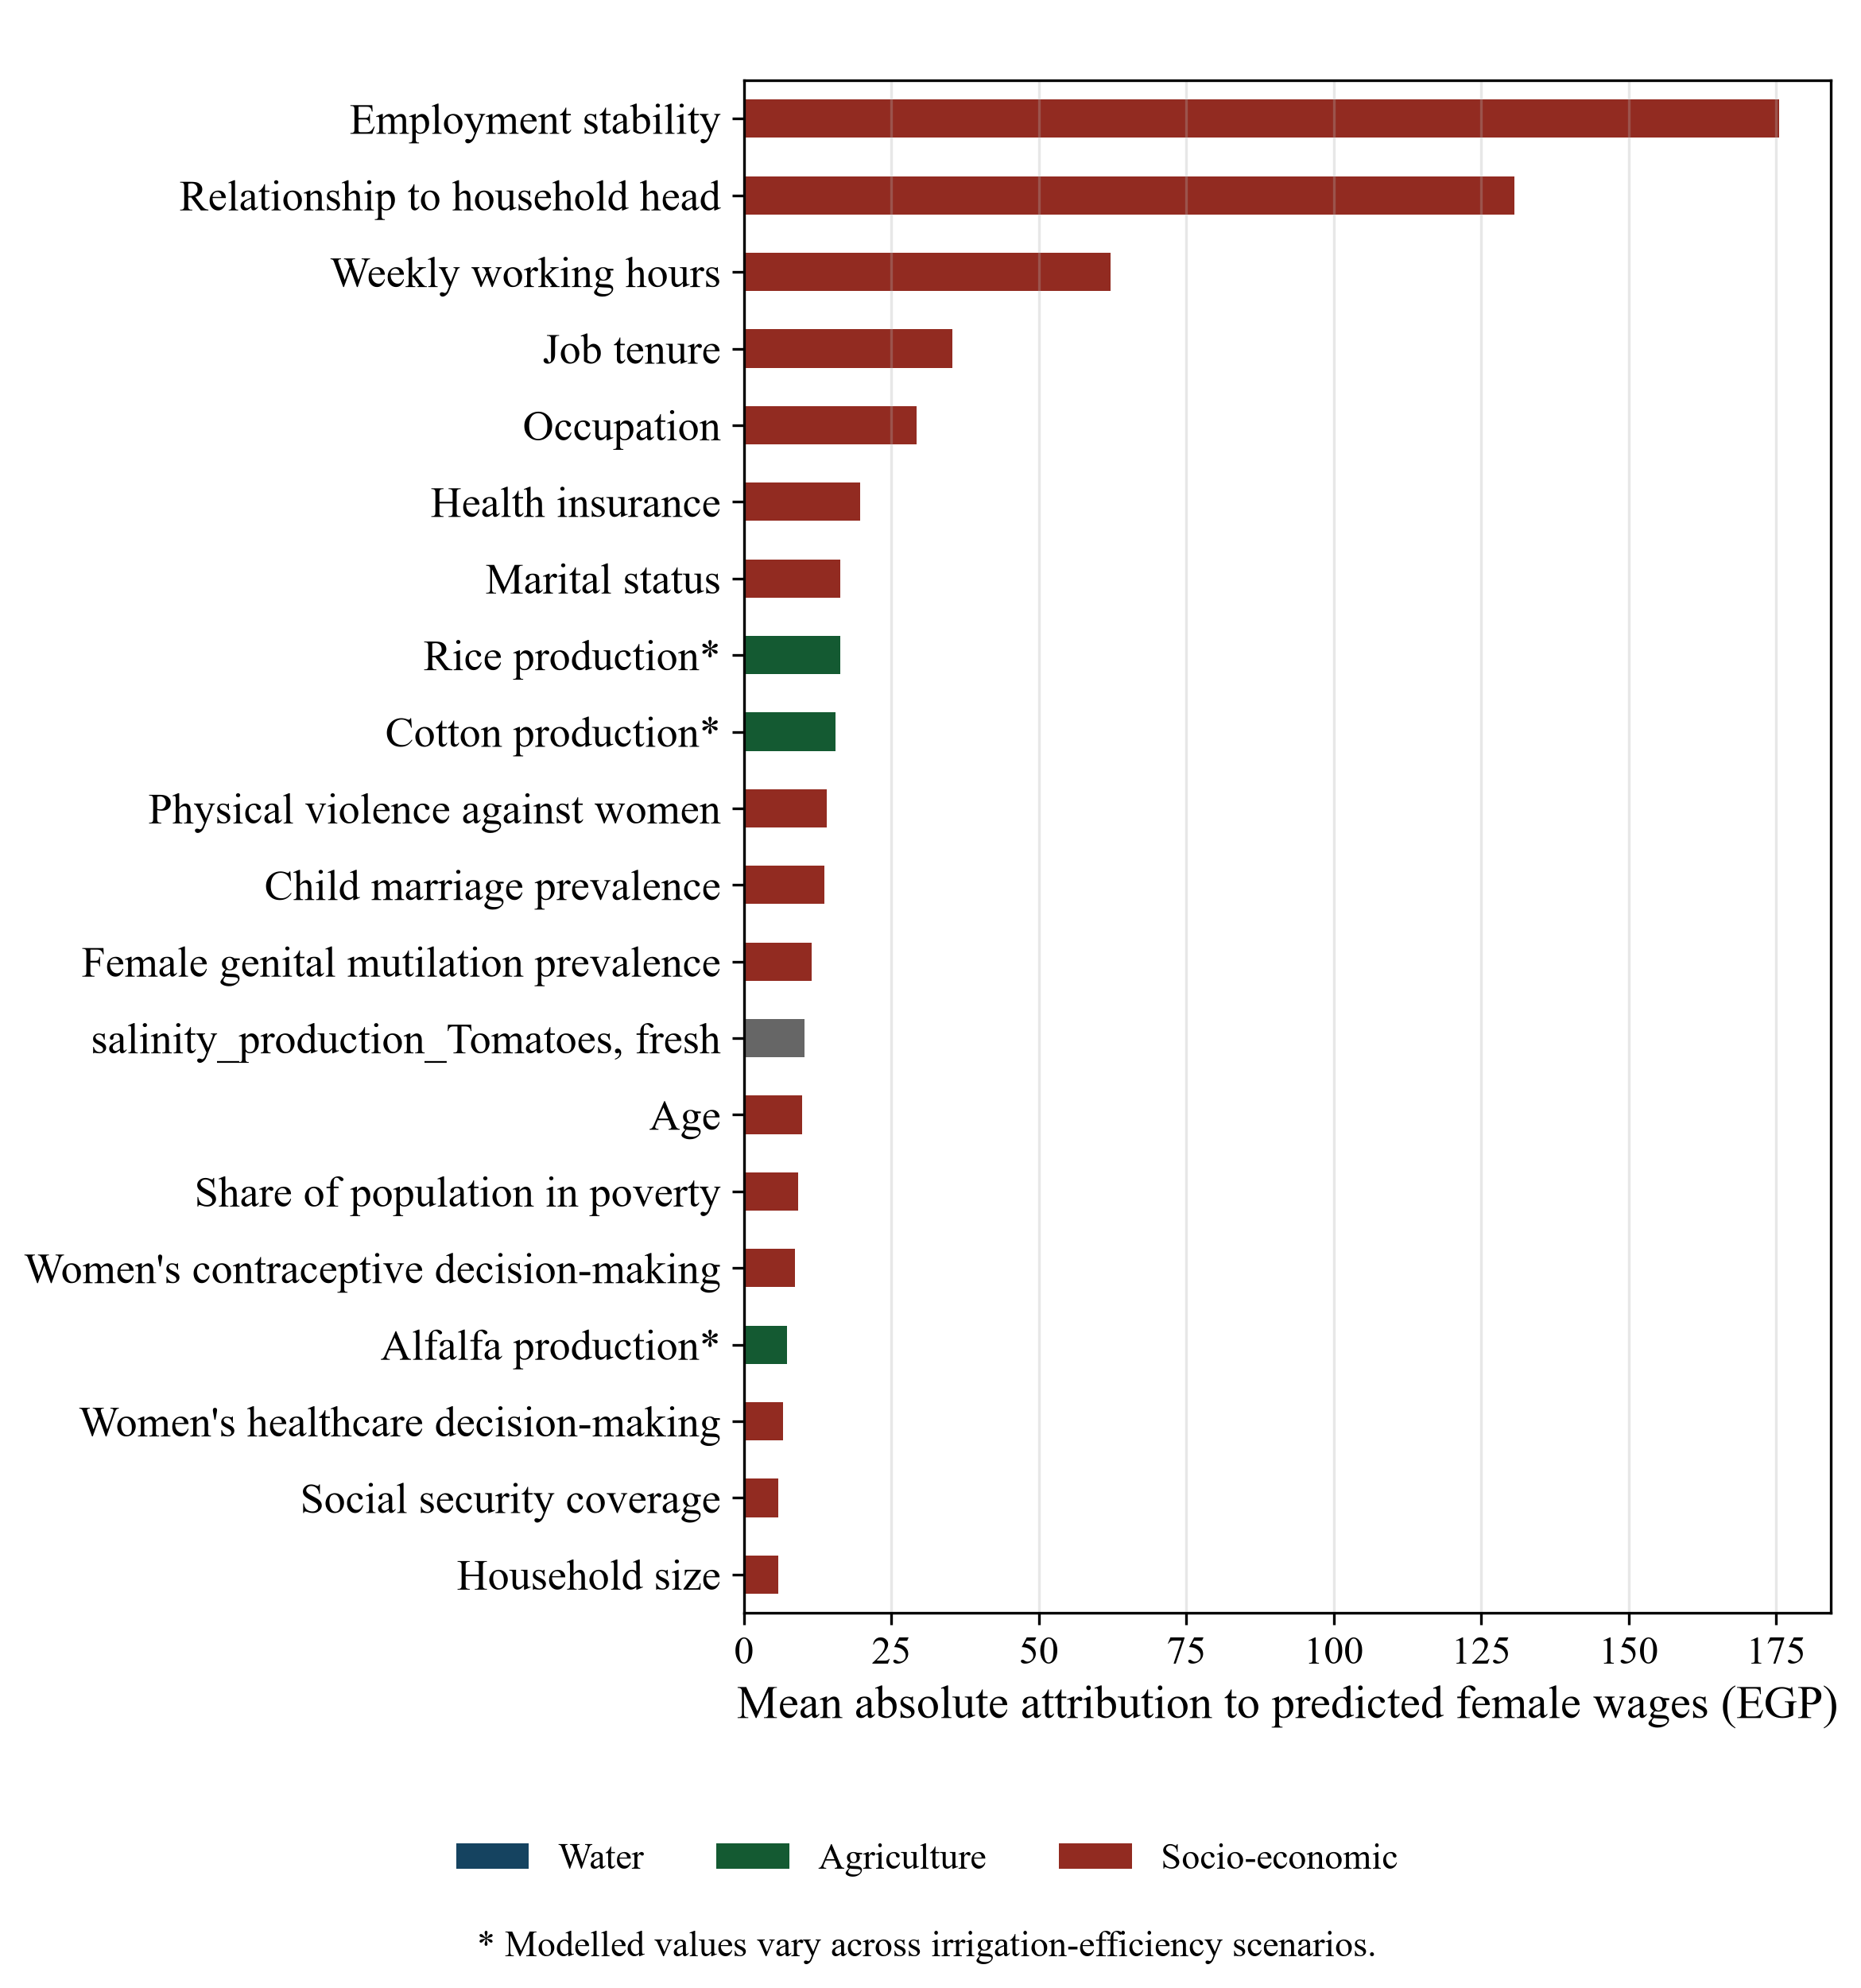 Employment stability
Relationship to household head
Weekly working hours
Job tenure
Occupation
Health insurance
Marital status
Rice production*
Cotton production*
Physical violence against women
Child marriage prevalence
Female genital mutilation prevalence
salinity_production_Tomatoes, fresh
Age
Share of population in poverty
Women's contraceptive decision-making
Alfalfa production*
Women's healthcare decision-making
Social security coverage
Household size
0 25 50 75 100 125 150 175
Mean absolute attribution to predicted female wages (EGP)
Water Agriculture Socio-economic
* Modelled values vary across irrigation-efficiency scenarios.